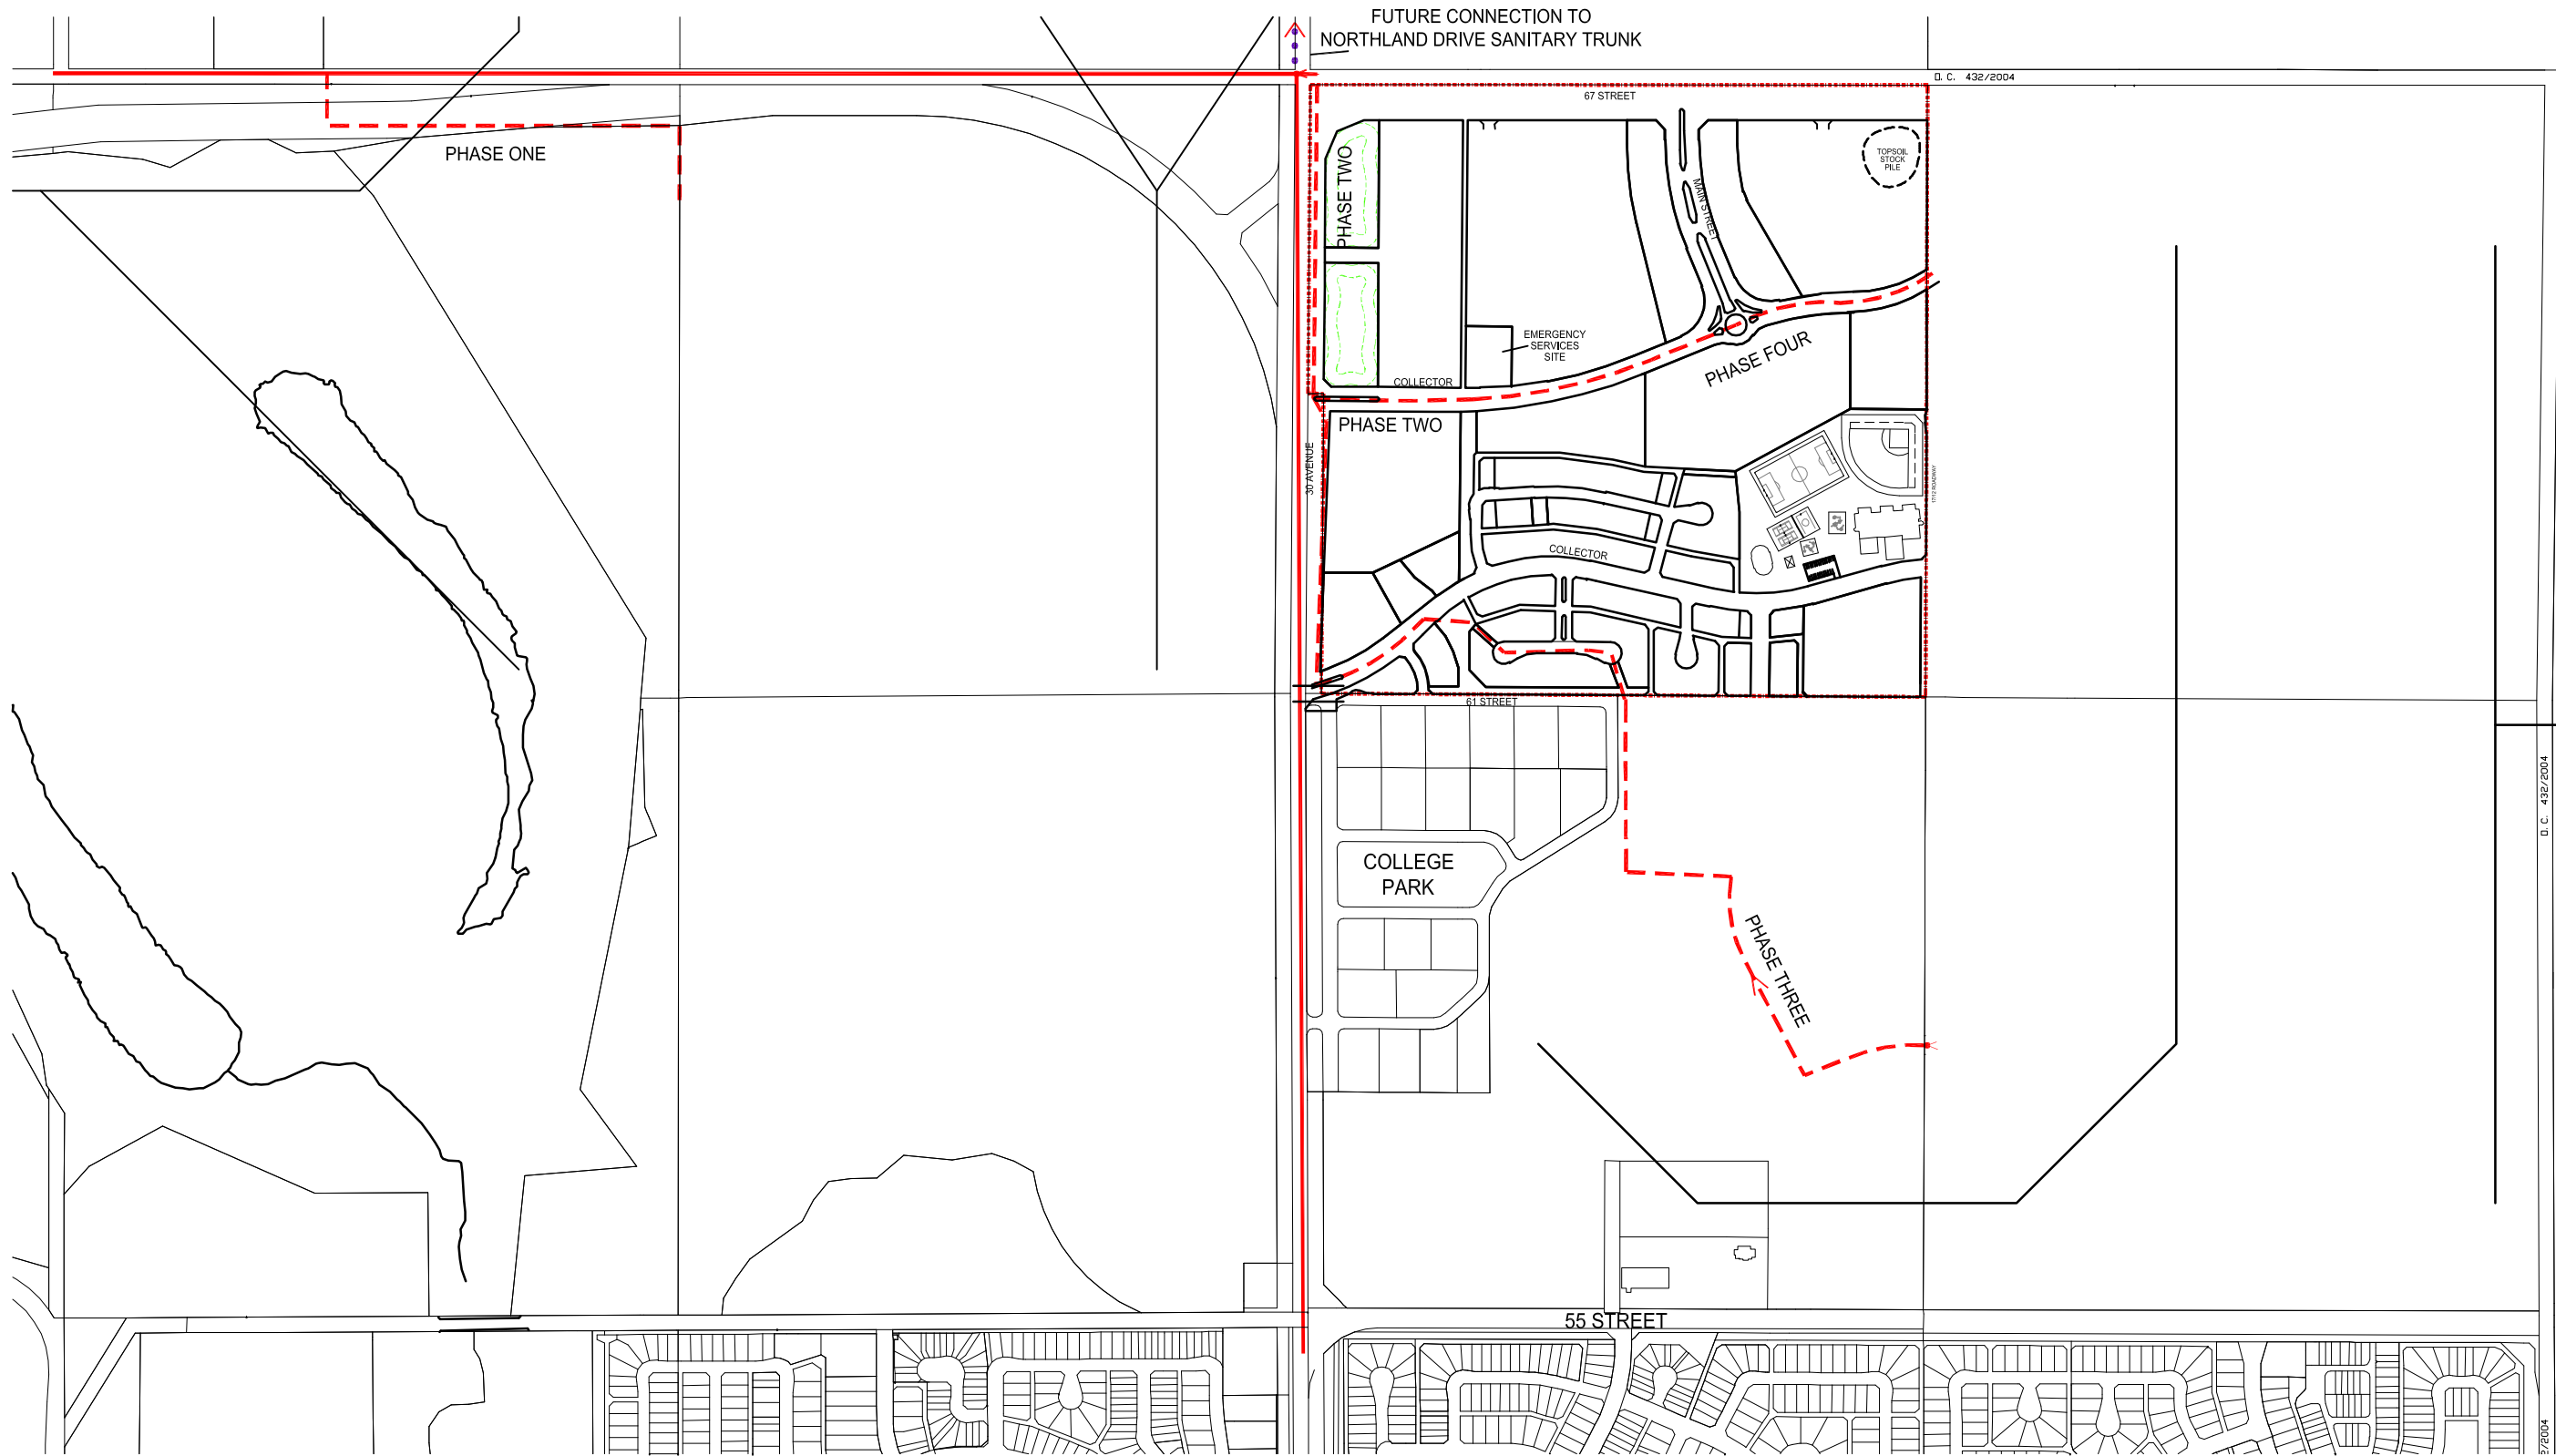 FUTURE CONNECTION TO
NORTHLAND DRIVE SANITARY TRUNK
D. C. 432/2004
67 STREET
PHASE ONE
PHASE TWO
TOPSOIL
STOCK
PILE
MAIN STREET
EMERGENCY
SERVICES
SITE
PHASE FOUR
COLLECTOR
PHASE TWO
30 AVENUE
COLLECTOR
61 STREET
D. C. 432/2004
COLLEGE
PARK
PHASE THREE
55 STREET